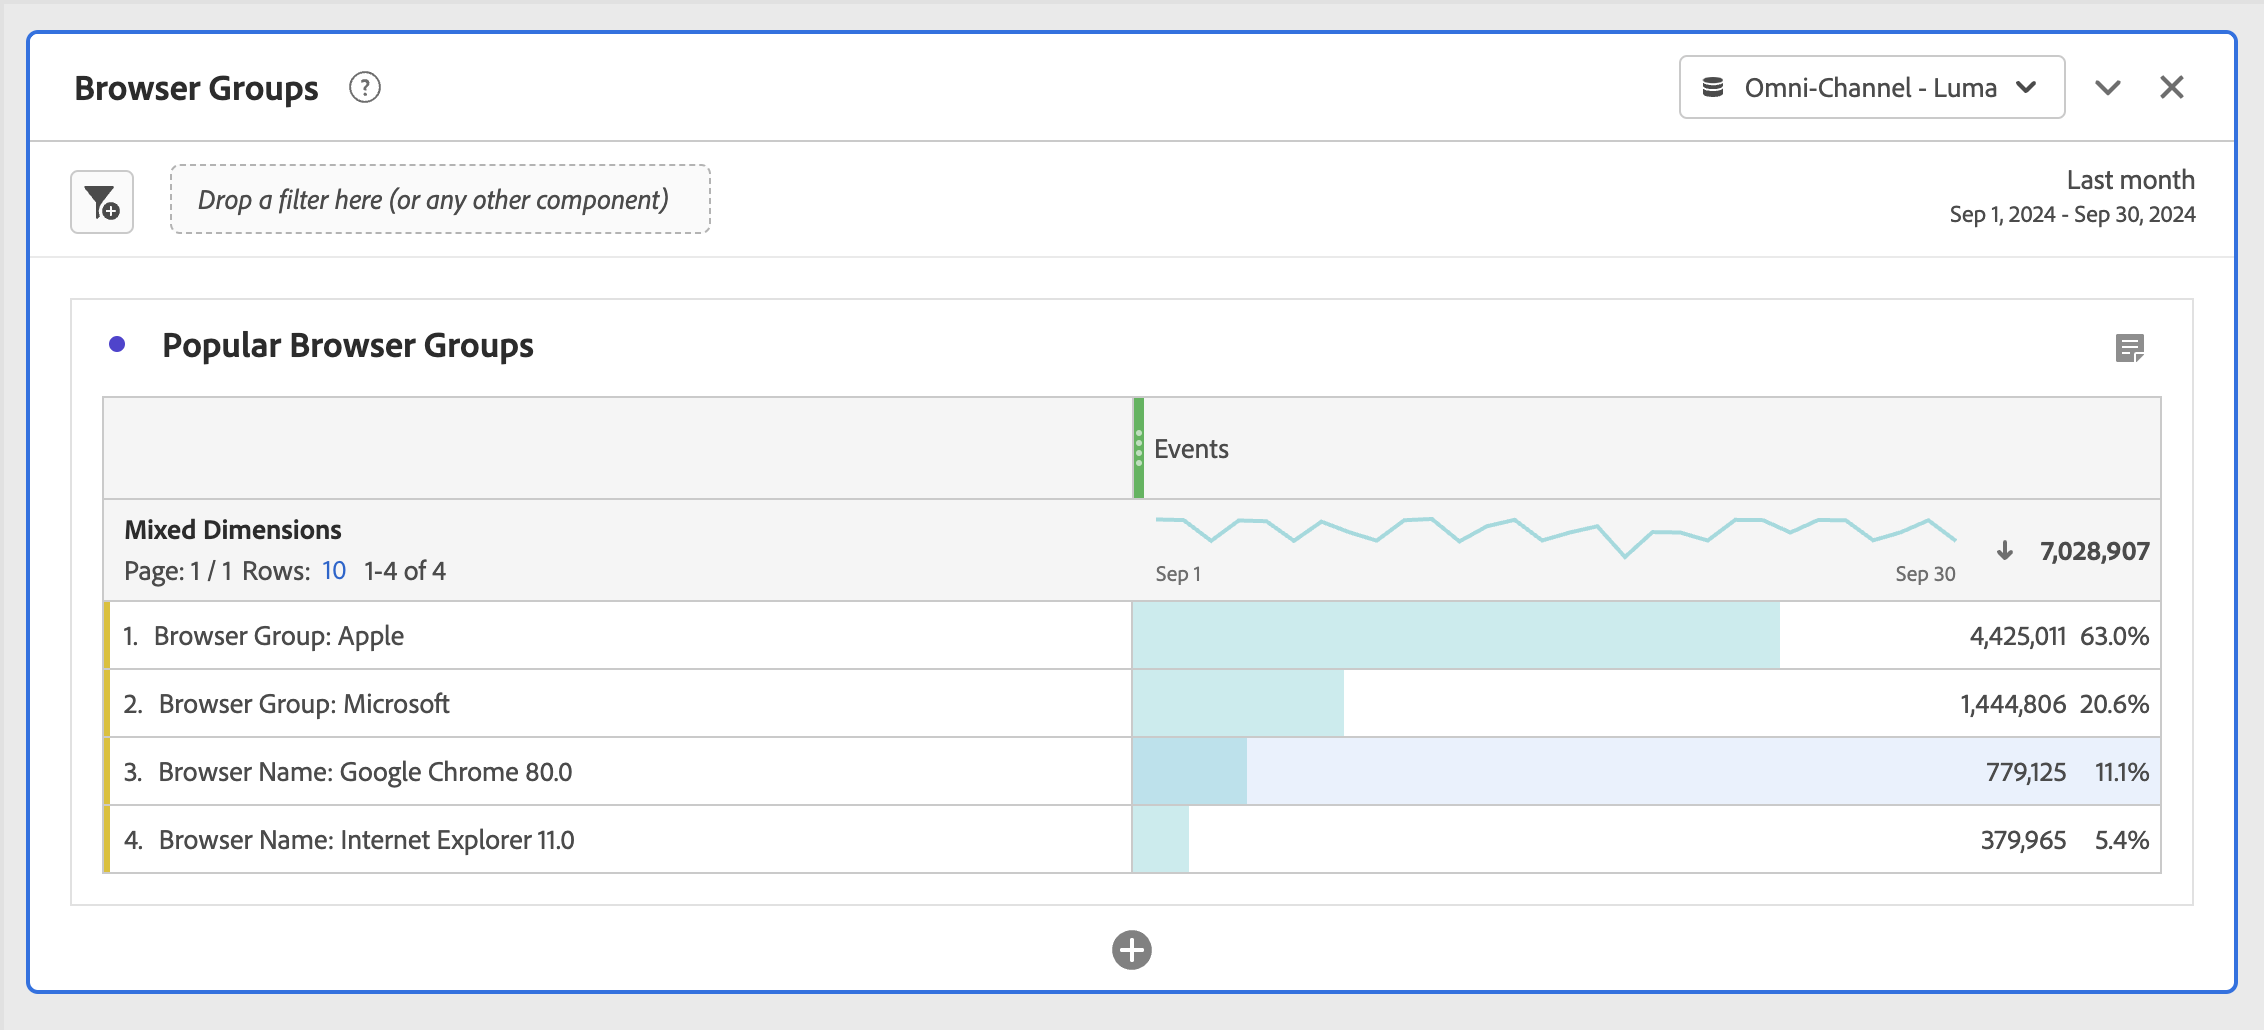 Browser Groups ?
Omni-Channel - Luma
Drop a filter here (or any other component)
Last month
Sep 1, 2024 - Sep 30, 2024
Popular Browser Groups
Events
Mixed Dimensions
Page: 1 / 1 Rows: 10 1-4 of 4
Sep 1
Sep 30
7,028,907
1. Browser Group: Apple 4,425,011 63.0%
2. Browser Group: Microsoft 1,444,806 20.6%
3. Browser Name: Google Chrome 80.0 779,125 11.1%
4. Browser Name: Internet Explorer 11.0 379,965 5.4%